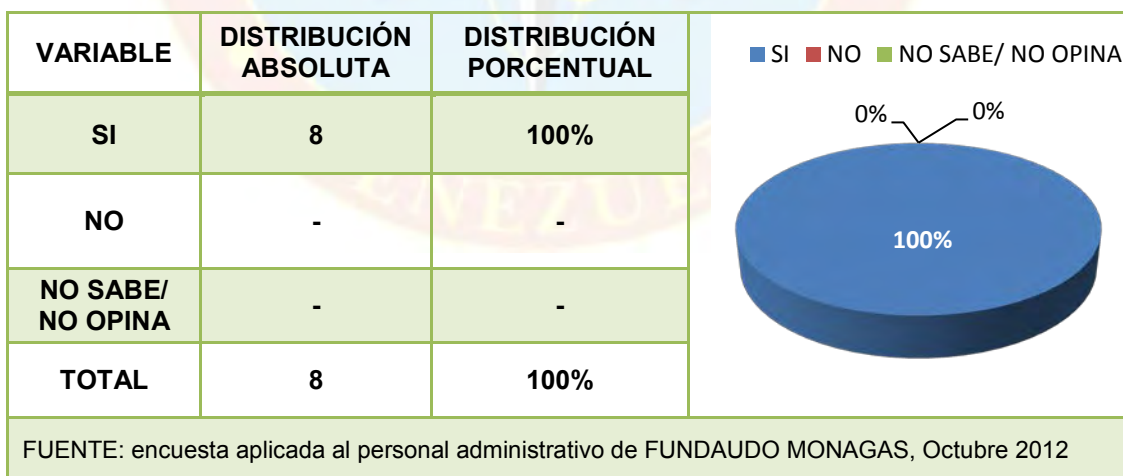 VARIABLE DISTRIBUCIÓN ABSOLUTA DISTRIBUCIÓN PORCENTUAL
SI 8 100%
NO - -
NO SABE/ NO OPINA - -
TOTAL 8 100%
SI NO NO SABE/ NO OPINA
0% 0%
100%
FUENTE: encuesta aplicada al personal administrativo de FUNDAUDO MONAGAS, Octubre 2012